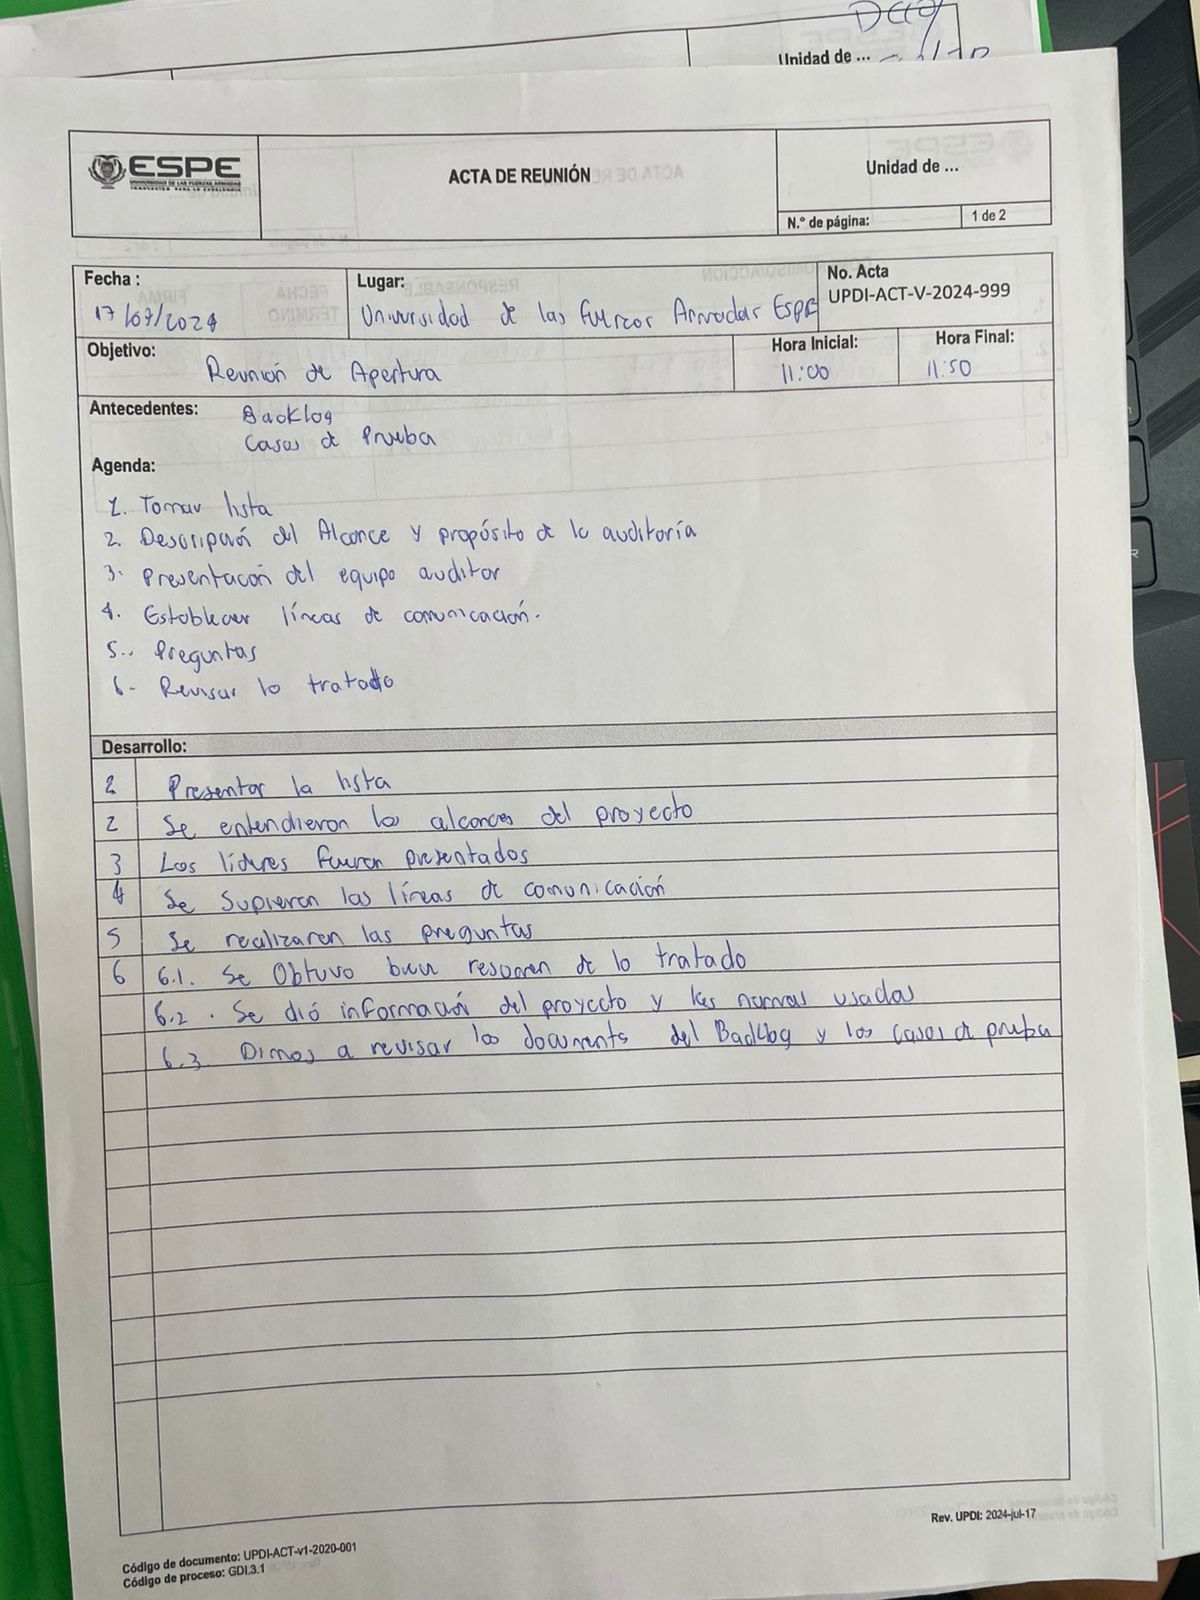 Unidad de ...
ESPE
UNIVERSIDAD DE LAS FUERZAS ARMADAS
INNOVACIÓN PARA LA EXCELENCIA
ACTA DE REUNIÓN
Unidad de ...
N.° de página:
1 de 2
Fecha :
17/07/2024
Lugar:
Universidad de las Fuerzas Armadas Espe
No. Acta
UPDI-ACT-V-2024-999
Objetivo:
Reunión de Apertura
Hora Inicial:
11:00
Hora Final:
11:50
Antecedentes:
Backlog
Casos de Prueba
Agenda:
1. Tomar lista
2. Descripción del Alcance y propósito de la auditoría
3. Presentación del equipo auditor
4. Establecer líneas de comunicación.
5.. Preguntas
6- Revisar lo tratado
Desarrollo:
Presentar la lista
2 Se entendieron los alcances del proyecto
3 Los líderes fueron presentados
4 Se supieron las líneas de comunicación
5 Se realizaron las preguntas
6 6.1. Se Obtuvo buen resumen de lo tratado
6.2. Se dió información del proyecto y las normas usadas
6.3. Dimos a revisar los documents del Backlog y los casos de prueba
Rev. UPDI: 2024-jul-17
Código de documento: UPDI-ACT-v1-2020-001
Código de proceso: GDI.3.1